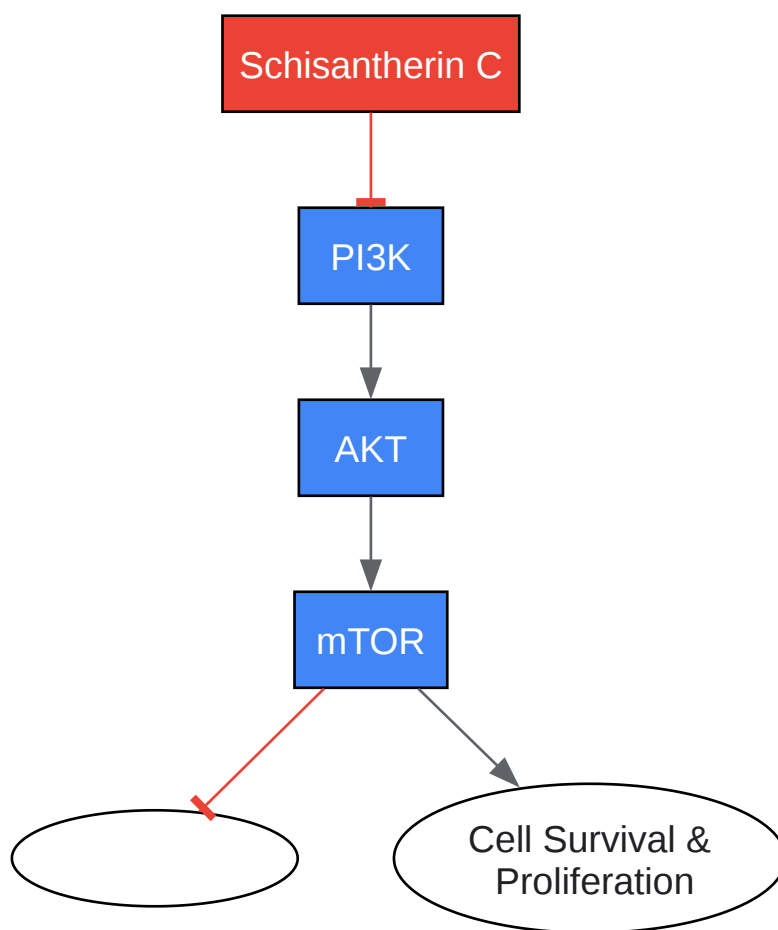 Schisantherin C
PI3K
AKT
mTOR
Cell Survival &
Proliferation